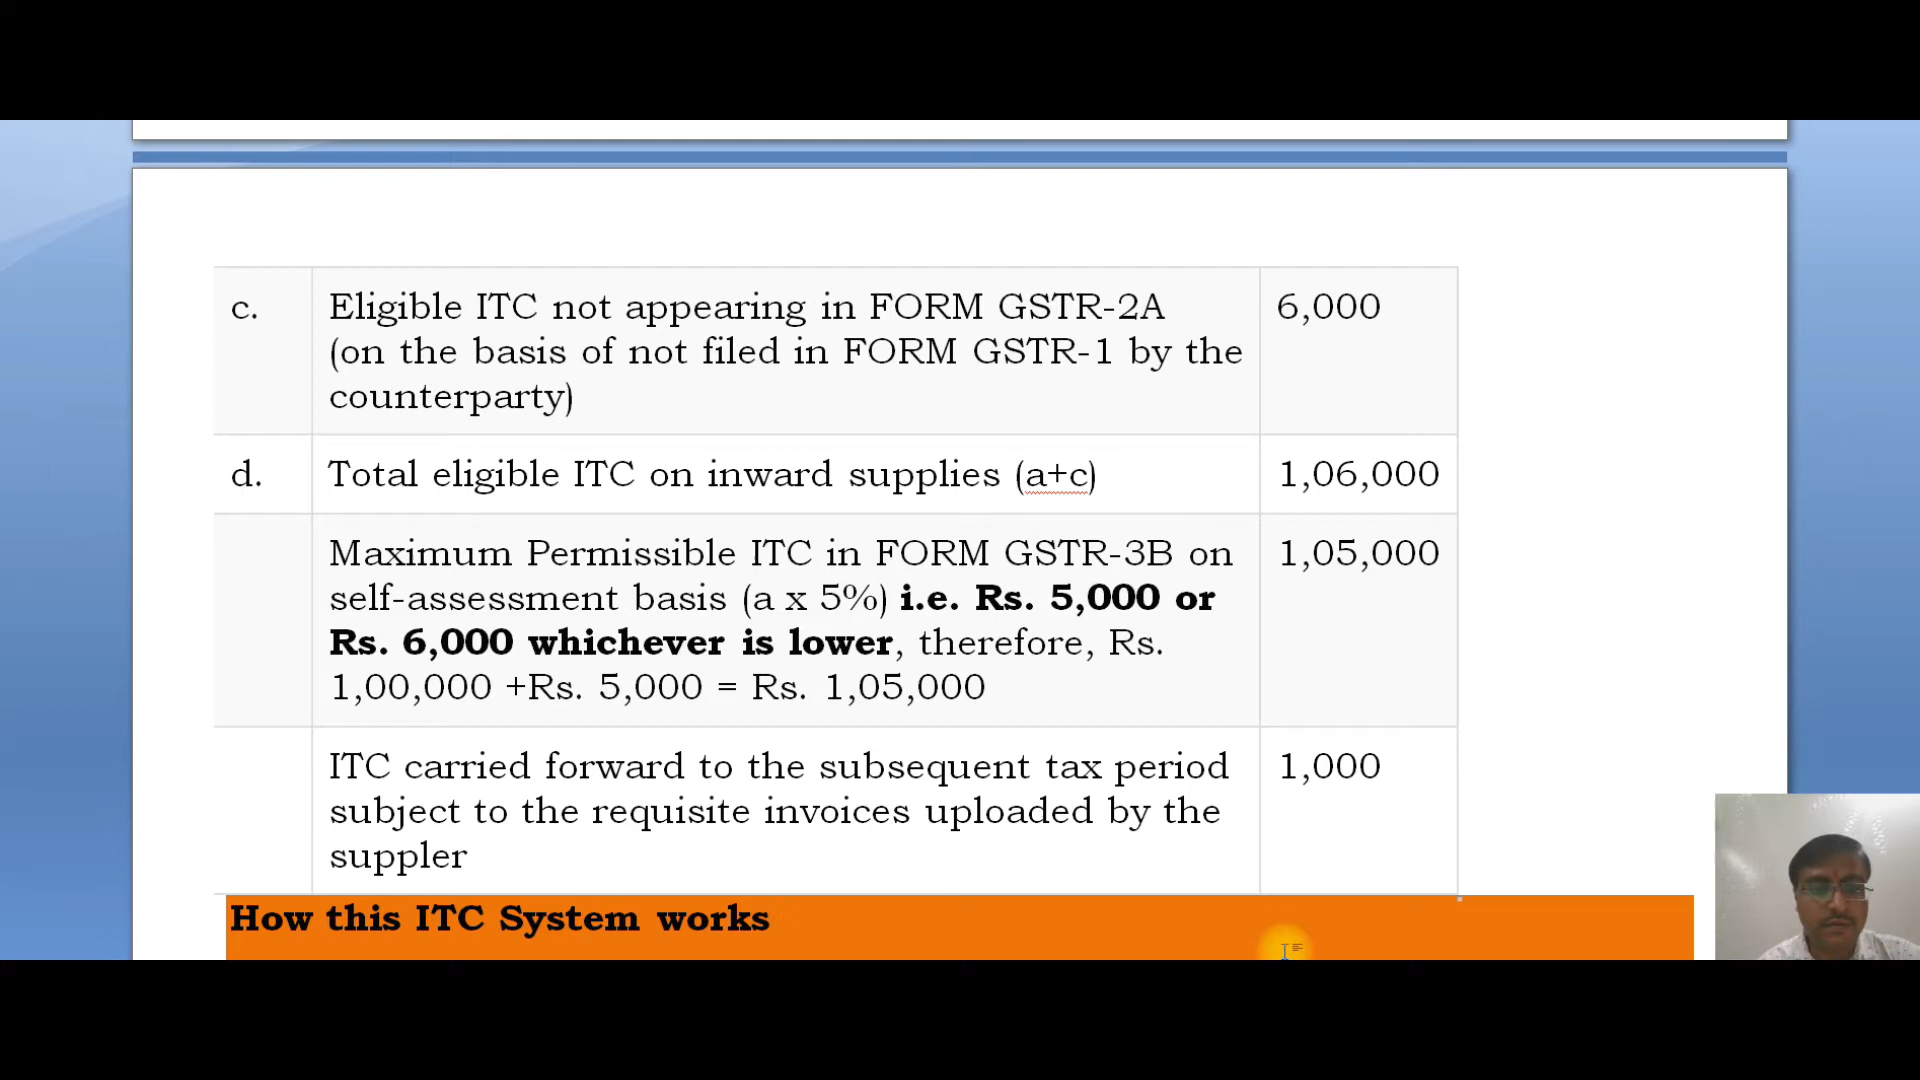 c.
Eligible ITC not appearing in FORM GSTR-2A
(on the basis of not filed in FORM GSTR-1 by the
counterparty)
6,000
d.
Total eligible ITC on inward supplies (a+c)
1,06,000
Maximum Permissible ITC in FORM GSTR-3B on
self-assessment basis (a x 5%) i.e. Rs. 5,000 or
Rs. 6,000 whichever is lower, therefore, Rs.
1,00,000 +Rs. 5,000 = Rs. 1,05,000
1,05,000
ITC carried forward to the subsequent tax period
subject to the requisite invoices uploaded by the
suppler
1,000
How this ITC System works